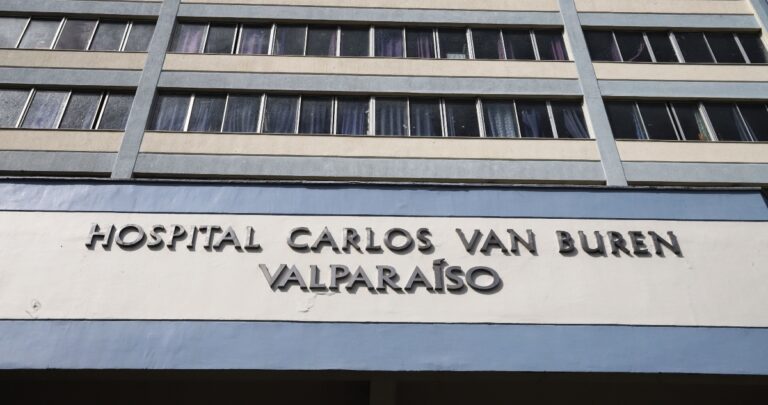 HOSPITAL CARLOS VAN BUREN
VALPARAÍSO